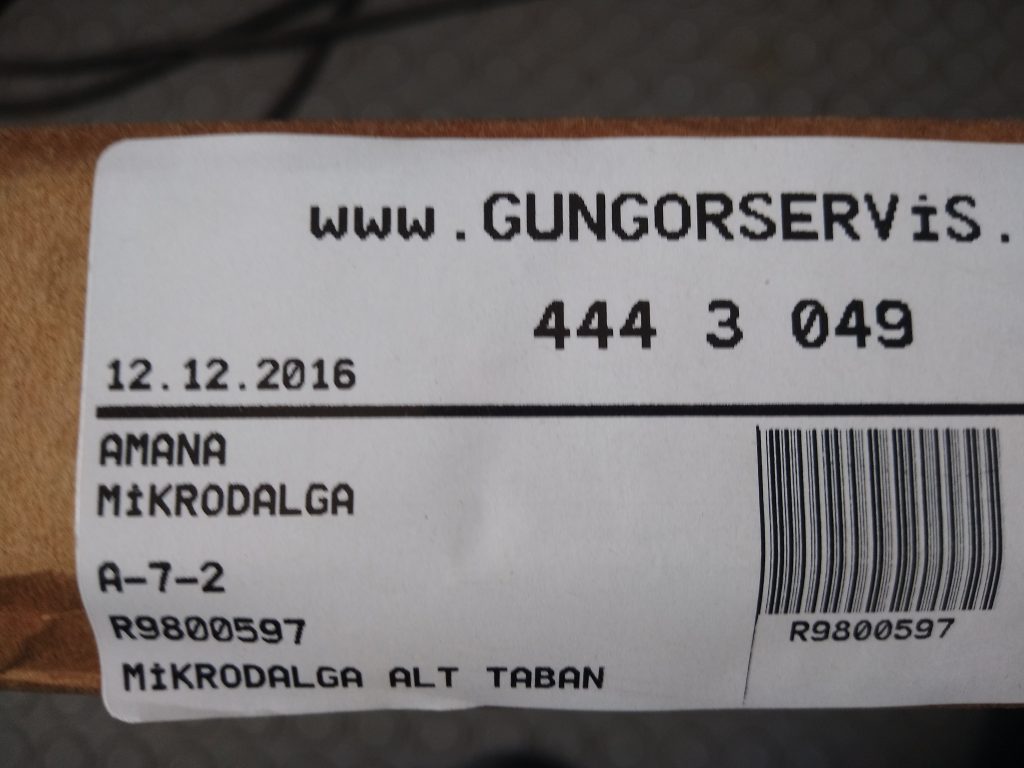 www.GUNGORSERViS.
444 3 049
12.12.2016
AMANA
MİKRODALGA
A-7-2
R9800597
MİKRODALGA ALT TABAN
R9800597